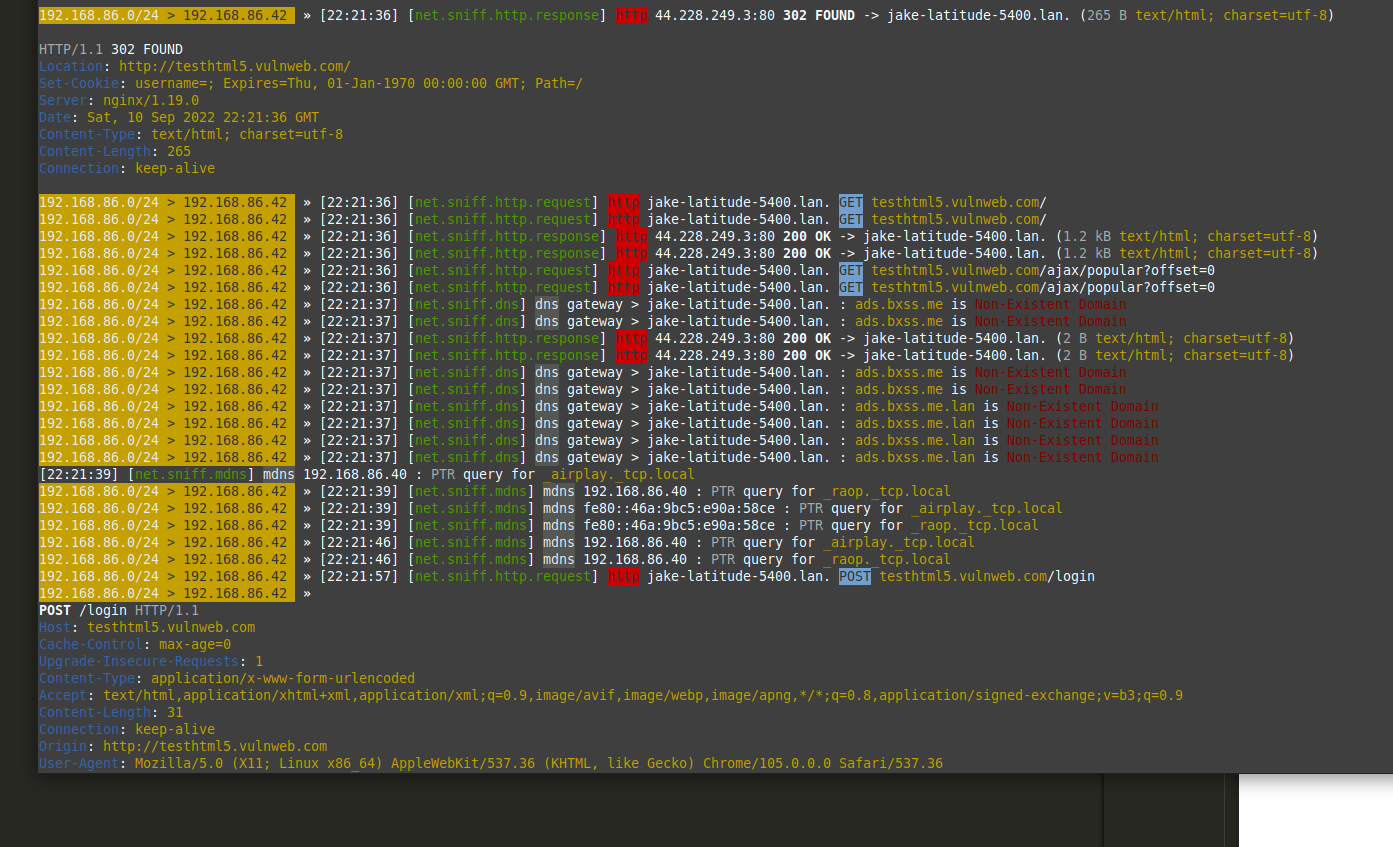 192.168.86.0/24 > 192.168.86.42 » [22:21:36] [net.sniff.http.response] http 44.228.249.3:80 302 FOUND -> jake-latitude-5400.lan. (265 B text/html; charset=utf-8)
HTTP/1.1 302 FOUND
Location: http://testhtml5.vulnweb.com/
Set-Cookie: username=; Expires=Thu, 01-Jan-1970 00:00:00 GMT; Path=/
Server: nginx/1.19.0
Date: Sat, 10 Sep 2022 22:21:36 GMT
Content-Type: text/html; charset=utf-8
Content-Length: 265
Connection: keep-alive
192.168.86.0/24 > 192.168.86.42 » [22:21:36] [net.sniff.http.request] http jake-latitude-5400.lan. GET testhtml5.vulnweb.com/
192.168.86.0/24 > 192.168.86.42 » [22:21:36] [net.sniff.http.request] http jake-latitude-5400.lan. GET testhtml5.vulnweb.com/
192.168.86.0/24 > 192.168.86.42 » [22:21:36] [net.sniff.http.response] http 44.228.249.3:80 200 OK -> jake-latitude-5400.lan. (1.2 kB text/html; charset=utf-8)
192.168.86.0/24 > 192.168.86.42 » [22:21:36] [net.sniff.http.response] http 44.228.249.3:80 200 OK -> jake-latitude-5400.lan. (1.2 kB text/html; charset=utf-8)
192.168.86.0/24 > 192.168.86.42 » [22:21:36] [net.sniff.http.request] http jake-latitude-5400.lan. GET testhtml5.vulnweb.com/ajax/popular?offset=0
192.168.86.0/24 > 192.168.86.42 » [22:21:36] [net.sniff.http.request] http jake-latitude-5400.lan. GET testhtml5.vulnweb.com/ajax/popular?offset=0
192.168.86.0/24 > 192.168.86.42 » [22:21:37] [net.sniff.dns] dns gateway > jake-latitude-5400.lan. : ads.bxss.me is Non-Existent Domain
192.168.86.0/24 > 192.168.86.42 » [22:21:37] [net.sniff.dns] dns gateway > jake-latitude-5400.lan. : ads.bxss.me is Non-Existent Domain
192.168.86.0/24 > 192.168.86.42 » [22:21:37] [net.sniff.http.response] http 44.228.249.3:80 200 OK -> jake-latitude-5400.lan. (2 B text/html; charset=utf-8)
192.168.86.0/24 > 192.168.86.42 » [22:21:37] [net.sniff.http.response] http 44.228.249.3:80 200 OK -> jake-latitude-5400.lan. (2 B text/html; charset=utf-8)
192.168.86.0/24 > 192.168.86.42 » [22:21:37] [net.sniff.dns] dns gateway > jake-latitude-5400.lan. : ads.bxss.me is Non-Existent Domain
192.168.86.0/24 > 192.168.86.42 » [22:21:37] [net.sniff.dns] dns gateway > jake-latitude-5400.lan. : ads.bxss.me is Non-Existent Domain
192.168.86.0/24 > 192.168.86.42 » [22:21:37] [net.sniff.dns] dns gateway > jake-latitude-5400.lan. : ads.bxss.me.lan is Non-Existent Domain
192.168.86.0/24 > 192.168.86.42 » [22:21:37] [net.sniff.dns] dns gateway > jake-latitude-5400.lan. : ads.bxss.me.lan is Non-Existent Domain
192.168.86.0/24 > 192.168.86.42 » [22:21:37] [net.sniff.dns] dns gateway > jake-latitude-5400.lan. : ads.bxss.me.lan is Non-Existent Domain
192.168.86.0/24 > 192.168.86.42 » [22:21:37] [net.sniff.dns] dns gateway > jake-latitude-5400.lan. : ads.bxss.me.lan is Non-Existent Domain
[22:21:39] [net.sniff.mdns] mdns 192.168.86.40 : PTR query for _airplay._tcp.local
192.168.86.0/24 > 192.168.86.42 » [22:21:39] [net.sniff.mdns] mdns 192.168.86.40 : PTR query for _raop._tcp.local
192.168.86.0/24 > 192.168.86.42 » [22:21:39] [net.sniff.mdns] mdns fe80::46a:9bc5:e90a:58ce : PTR query for _airplay._tcp.local
192.168.86.0/24 > 192.168.86.42 » [22:21:39] [net.sniff.mdns] mdns fe80::46a:9bc5:e90a:58ce : PTR query for _raop._tcp.local
192.168.86.0/24 > 192.168.86.42 » [22:21:46] [net.sniff.mdns] mdns 192.168.86.40 : PTR query for _airplay._tcp.local
192.168.86.0/24 > 192.168.86.42 » [22:21:46] [net.sniff.mdns] mdns 192.168.86.40 : PTR query for _raop._tcp.local
192.168.86.0/24 > 192.168.86.42 » [22:21:57] [net.sniff.http.request] http jake-latitude-5400.lan. POST testhtml5.vulnweb.com/login
192.168.86.0/24 > 192.168.86.42 »
POST /login HTTP/1.1
Host: testhtml5.vulnweb.com
Cache-Control: max-age=0
Upgrade-Insecure-Requests: 1
Content-Type: application/x-www-form-urlencoded
Accept: text/html,application/xhtml+xml,application/xml;q=0.9,image/avif,image/webp,image/apng,*/*;q=0.8,application/signed-exchange;v=b3;q=0.9
Content-Length: 31
Connection: keep-alive
Origin: http://testhtml5.vulnweb.com
User-Agent: Mozilla/5.0 (X11; Linux x86_64) AppleWebKit/537.36 (KHTML, like Gecko) Chrome/105.0.0.0 Safari/537.36